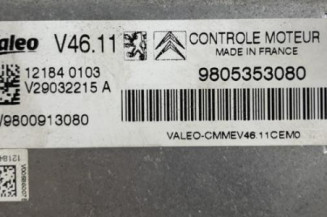 Valeo V46.11 CONTROLE MOTEUR
MADE IN FRANCE
12184 0103
V29032215 A
9805353080
/9800913080
VALEO-CMMEV46.11CEM0